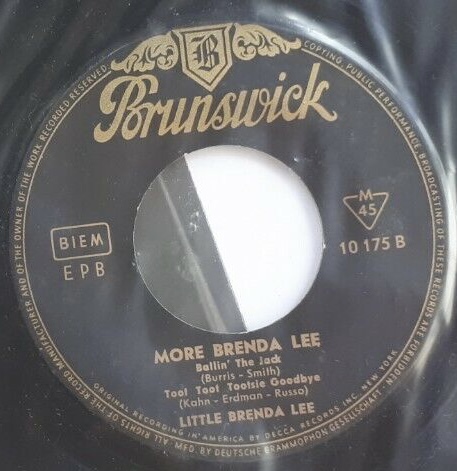 B
Brunswick
BIEM
EPB
M
45
10 175 B
MORE BRENDA LEE
Ballin' The Jack
(Burris - Smith)
Toot Toot Tootsie Goodbye
(Kahn - Erdman - Russo)
LITTLE BRENDA LEE
ORIGINAL RECORDING IN AMERICA BY DECCA RECORDS INC. NEW YORK
MFD. BY DEUTSCHE GRAMMOPHON GESELLSCHAFT ·
ALL RIGHTS OF THE RECORD MANUFACTURER AND OF THE OWNER OF THE WORK RECORDED RESERVED.
COPYING, PUBLIC PERFORMANCE, BROADCASTING OF THESE RECORDS ARE FORBIDDEN.